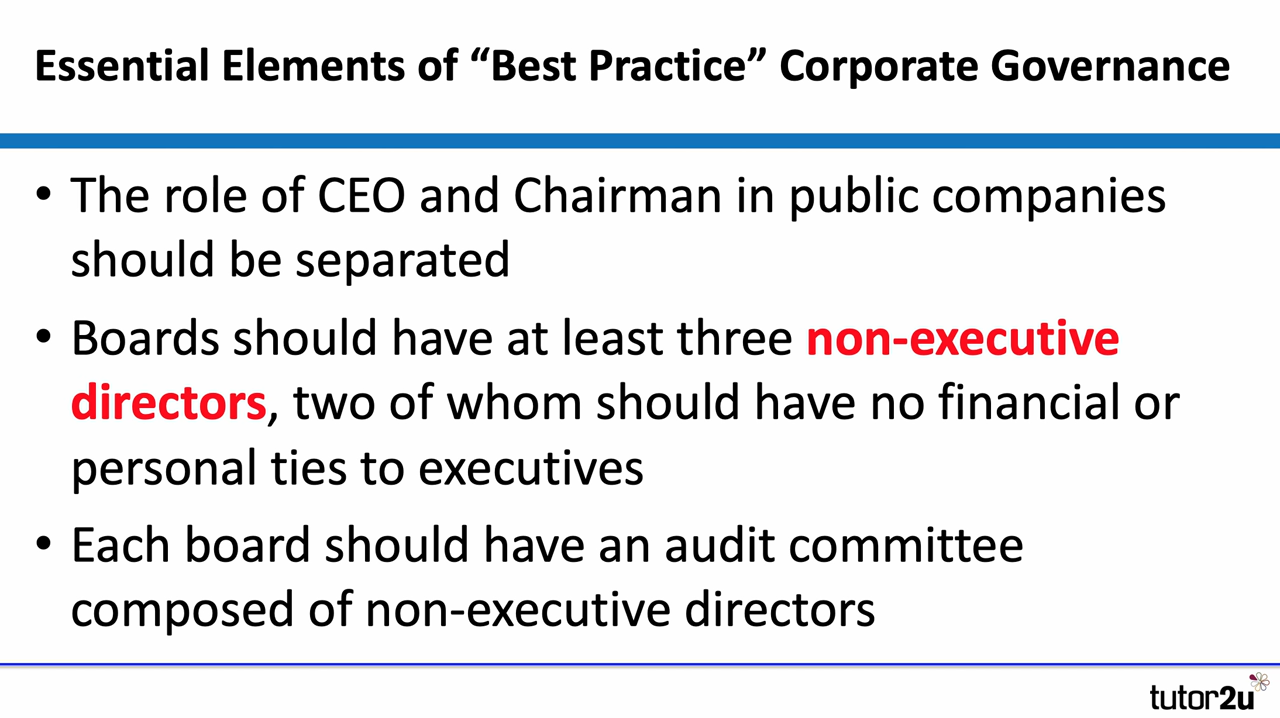 Essential Elements of “Best Practice” Corporate Governance
• The role of CEO and Chairman in public companies
should be separated
• Boards should have at least three non-executive
directors, two of whom should have no financial or
personal ties to executives
• Each board should have an audit committee
composed of non-executive directors
tutor2u